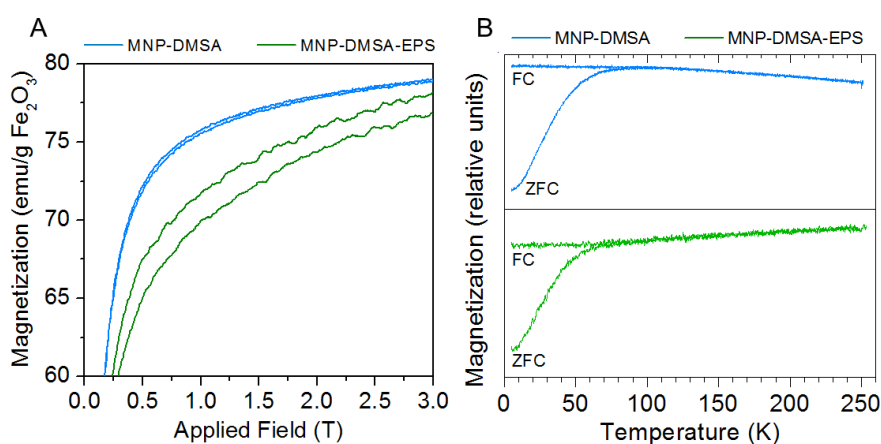 A
MNP-DMSA MNP-DMSA-EPS
80
75
70
65
60
0.0 0.5 1.0 1.5 2.0 2.5 3.0
Magnetization (emu/g Fe₂O₃)
Applied Field (T)
B
MNP-DMSA MNP-DMSA-EPS
FC
ZFC
FC
ZFC
0 50 100 150 200 250
Magnetization (relative units)
Temperature (K)